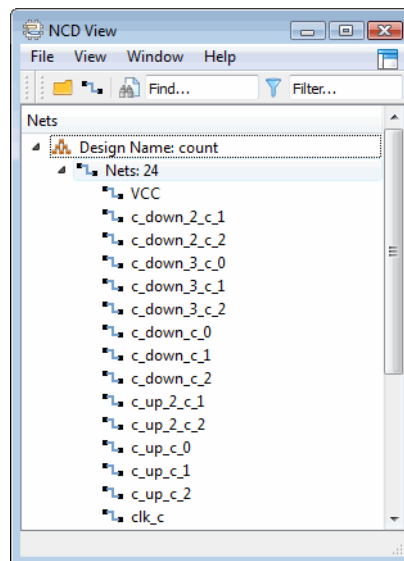 NCD View
File View Window Help
Find... Filter...
Nets
Design Name: count
Nets: 24
VCC
c_down_2_c_1
c_down_2_c_2
c_down_3_c_0
c_down_3_c_1
c_down_3_c_2
c_down_c_0
c_down_c_1
c_down_c_2
c_up_2_c_1
c_up_2_c_2
c_up_c_0
c_up_c_1
c_up_c_2
clk_c